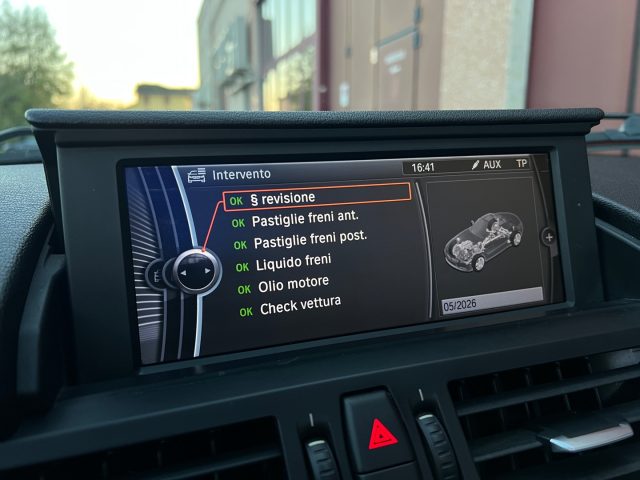 Intervento 16:41 AUX TP
OK § revisione
OK Pastiglie freni ant.
OK Pastiglie freni post.
OK Liquido freni
OK Olio motore
OK Check vettura
05/2026